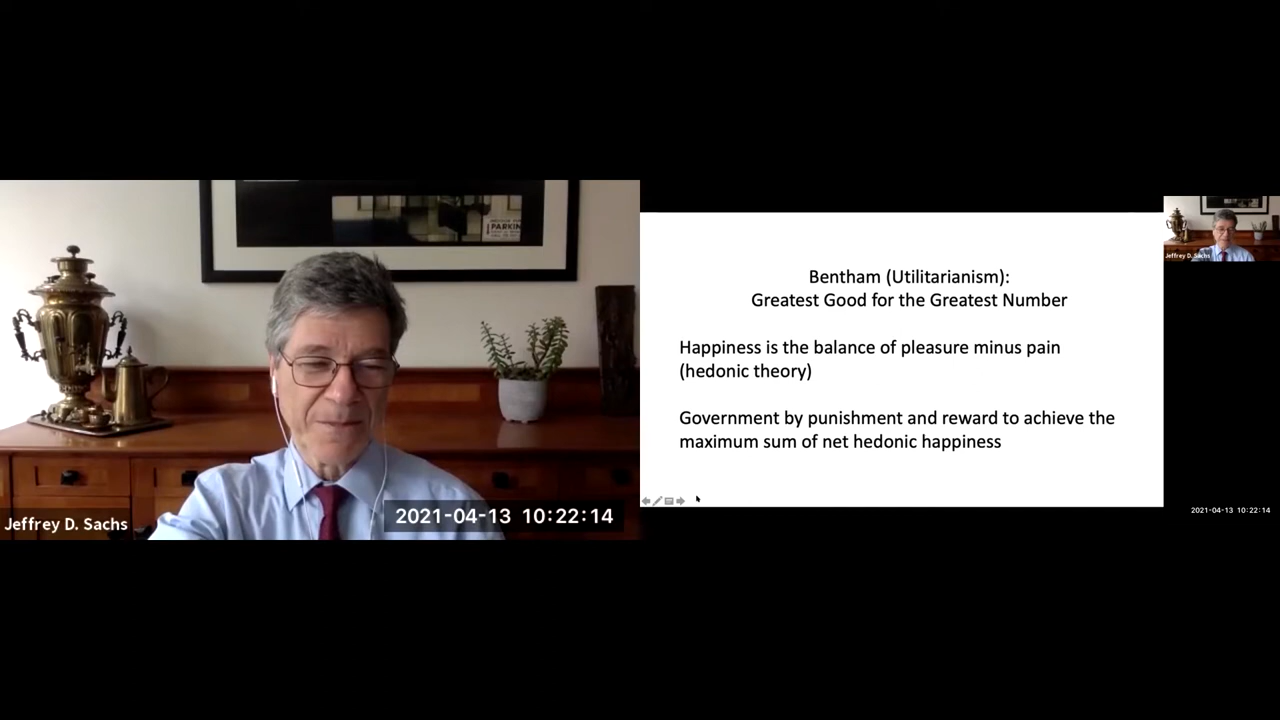 PARKIN
Jeffrey D. Sachs
2021-04-13 10:22:14
Bentham (Utilitarianism):
Greatest Good for the Greatest Number
Happiness is the balance of pleasure minus pain
(hedonic theory)
Government by punishment and reward to achieve the
maximum sum of net hedonic happiness
Jeffrey D. Sachs
2021-04-13 10:22:14